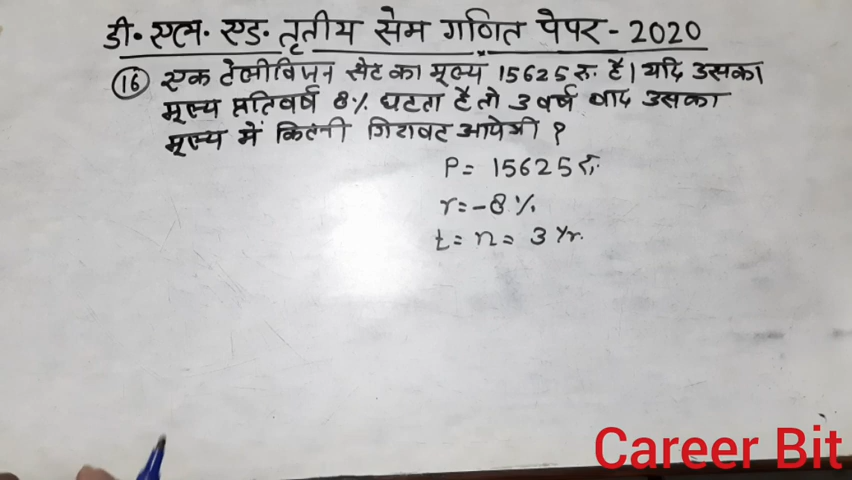 डी. एल. एड. तृतीय सेम गणित पेपर - 2020
(16) एक टेलीविजन सेट का मूल्य 15625 रु. है। यदि उसका
मूल्य प्रतिवर्ष 8% घटता है तो 3 वर्ष बाद उसका
मूल्य में कितनी गिरावट आयेगी ?
P = 15625 रु.
r = -8 %
t = n = 3 Yr.
Career Bit